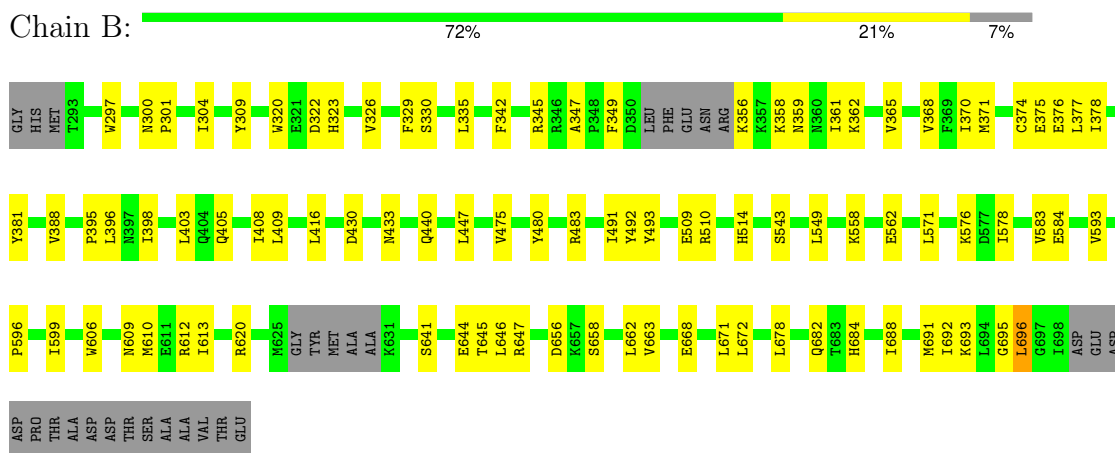 Chain B:
72% 21% 7%
GLY HIS MET T293 W297 N300 P301 I304 Y309 W320 E321 D322 H323 V326 F329 S330 L335 F342 R345 R346 A347 P348 F349 D350 LEU PHE GLU ASN ARG K356 K357 K358 N359 N360 I361 K362 V365 V368 F369 I370 M371 C374 E375 E376 L377 I378
Y381 V388 P395 L396 N397 I398 L403 Q404 Q405 I408 L409 L416 D430 N433 Q440 L447 V475 Y480 R483 I491 Y492 Y493 E509 R510 H514 S543 L549 K558 E562 L571 K576 D577 I578 V583 E584 V593
P596 I599 W606 N609 M610 E611 R612 I613 R620 M625 GLY TYR MET ALA ALA K631 S641 E644 T645 L646 R647 D656 K657 S658 L662 V663 E668 L671 L672 L678 Q682 T683 H684 I688 M691 I692 K693 L694 G695 L696 G697 I698 ASP GLU ASP
ASP PRO THR ALA ASP ASP THR SER ALA ALA VAL THR GLU